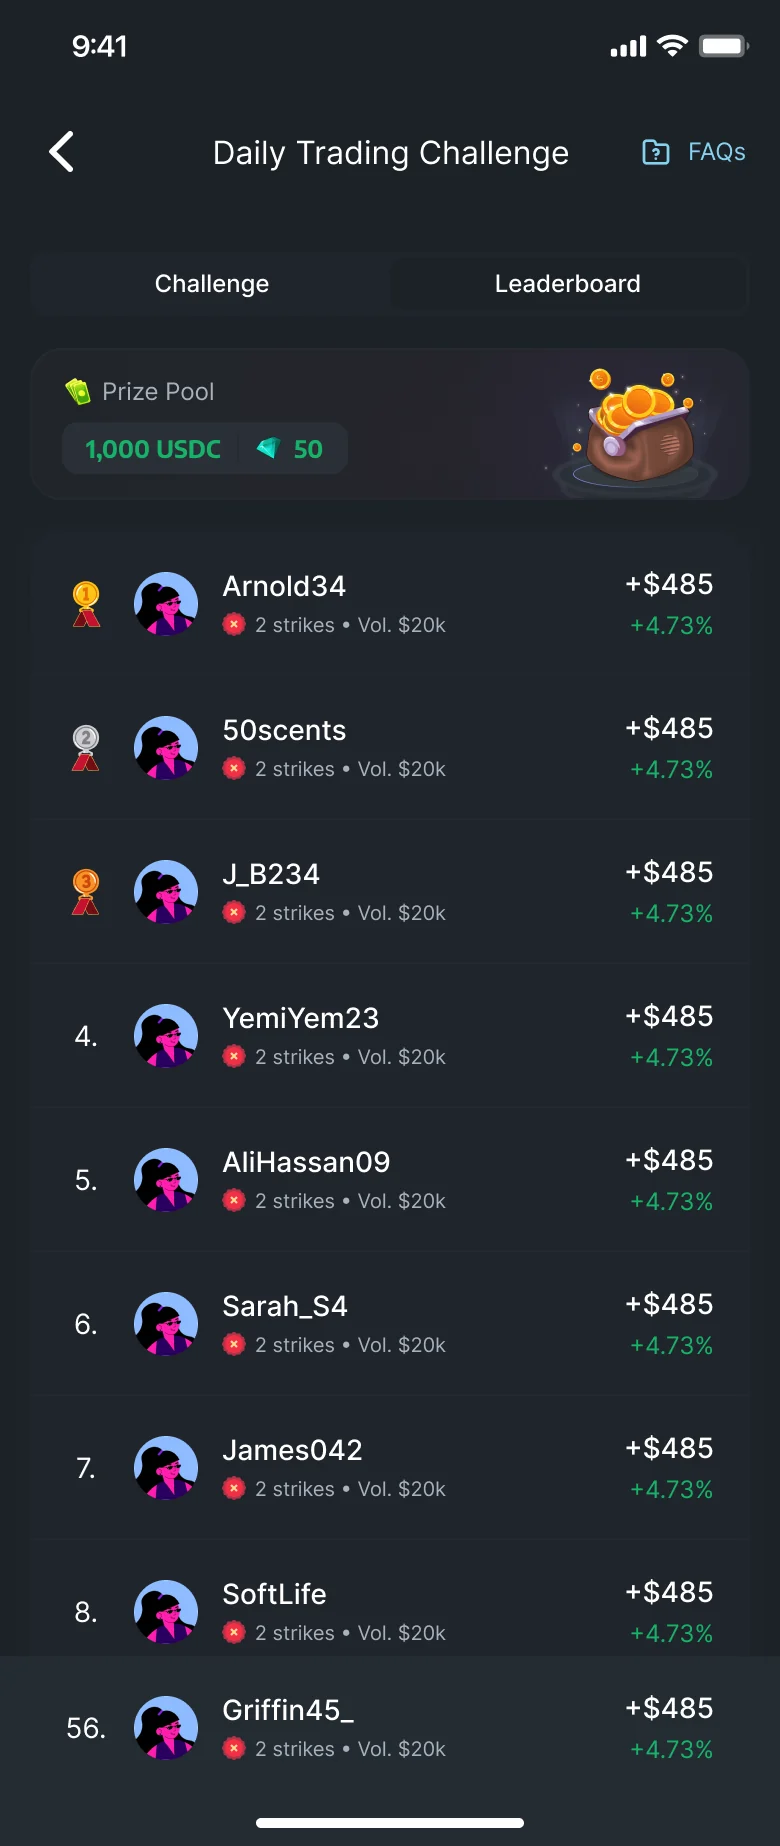 9:41
Daily Trading Challenge
FAQs
Challenge
Leaderboard
Prize Pool
1,000 USDC
50
1
Arnold34
+$485
2 strikes • Vol. $20k
+4.73%
2
50scents
+$485
2 strikes • Vol. $20k
+4.73%
3
J_B234
+$485
2 strikes • Vol. $20k
+4.73%
4.
YemiYem23
+$485
2 strikes • Vol. $20k
+4.73%
5.
AliHassan09
+$485
2 strikes • Vol. $20k
+4.73%
6.
Sarah_S4
+$485
2 strikes • Vol. $20k
+4.73%
7.
James042
+$485
2 strikes • Vol. $20k
+4.73%
8.
SoftLife
+$485
2 strikes • Vol. $20k
+4.73%
56.
Griffin45_
+$485
2 strikes • Vol. $20k
+4.73%